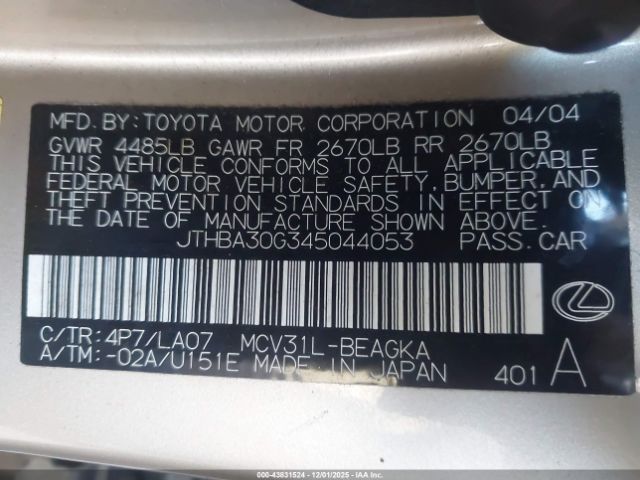 MFD. BY: TOYOTA MOTOR CORPORATION 04/04
GVWR 4485LB GAWR FR 2670LB RR 2670LB
THIS VEHICLE CONFORMS TO ALL APPLICABLE
FEDERAL MOTOR VEHICLE SAFETY, BUMPER, AND
THEFT PREVENTION STANDARDS IN EFFECT ON
THE DATE OF MANUFACTURE SHOWN ABOVE.
JTHBA30G345044053 PASS. CAR
C/TR: 4P7/LA07 MCV31L-BEAGKA
A/TM: -02A/U151E MADE IN JAPAN 401 A
000-43831524 | 12/01/2025 - IAAI.COM